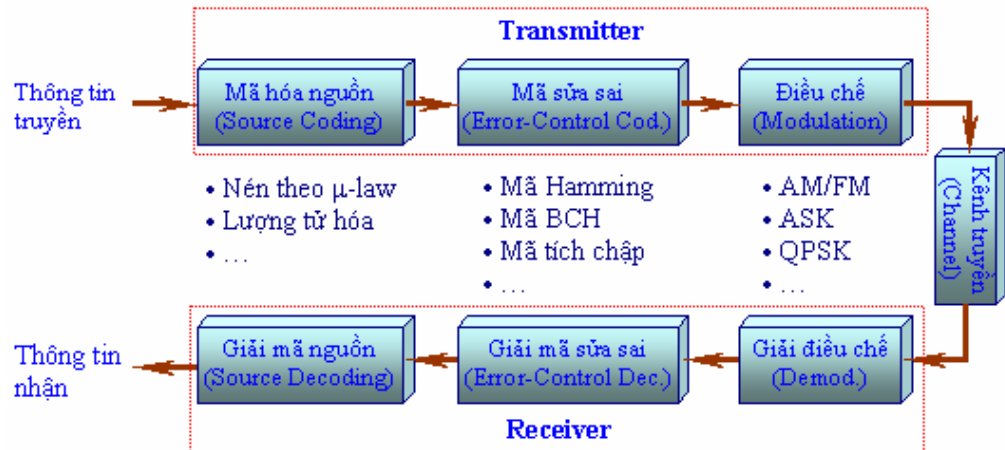 Transmitter
Thông tin
truyền
Mã hóa nguồn
(Source Coding)
Mã sửa sai
(Error-Control Cod.)
Điều chế
(Modulation)
Kênh truyền
(Channel)
• Nén theo μ-law
• Lượng tử hóa
• …
• Mã Hamming
• Mã BCH
• Mã tích chập
• …
• AM/FM
• ASK
• QPSK
• …
Thông tin
nhận
Giải mã nguồn
(Source Decoding)
Giải mã sửa sai
(Error-Control Dec.)
Giải điều chế
(Demod.)
Receiver